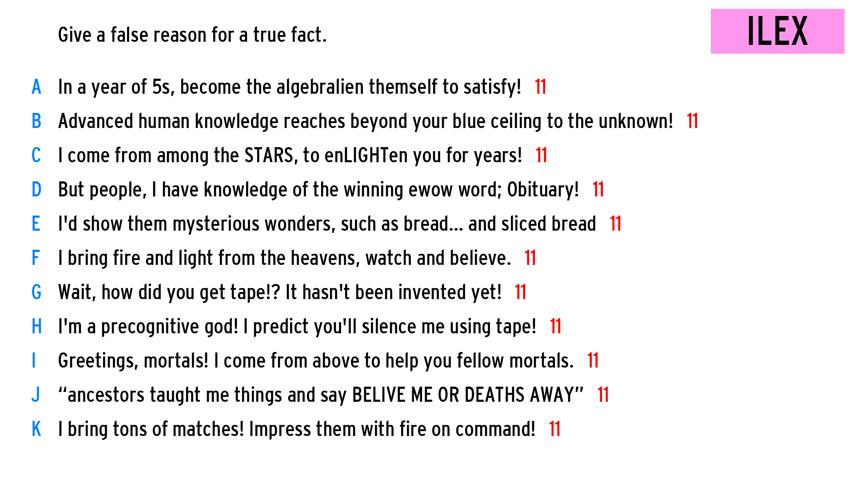 Give a false reason for a true fact.
ILEX
A In a year of 5s, become the algebralien themself to satisfy! 11
B Advanced human knowledge reaches beyond your blue ceiling to the unknown! 11
C I come from among the STARS, to enLIGHTen you for years! 11
D But people, I have knowledge of the winning ewow word; Obituary! 11
E I'd show them mysterious wonders, such as bread... and sliced bread 11
F I bring fire and light from the heavens, watch and believe. 11
G Wait, how did you get tape!? It hasn't been invented yet! 11
H I'm a precognitive god! I predict you'll silence me using tape! 11
I Greetings, mortals! I come from above to help you fellow mortals. 11
J “ancestors taught me things and say BELIVE ME OR DEATHS AWAY” 11
K I bring tons of matches! Impress them with fire on command! 11